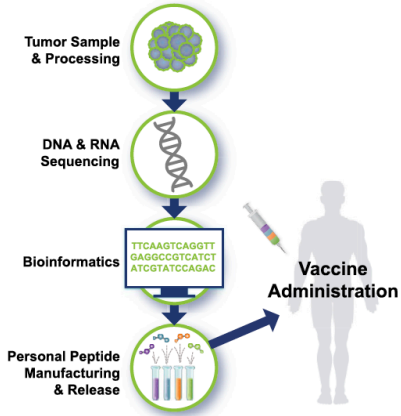 Tumor Sample
& Processing
DNA & RNA
Sequencing
Bioinformatics
TTCAAGTCAGGTT
GAGGCCGTCATCT
ATCGTATCCAGAC
Vaccine
Administration
Personal Peptide
Manufacturing
& Release